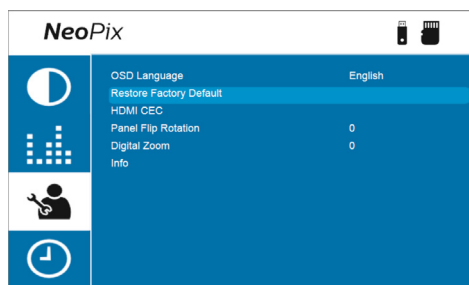 NeoPix
OSD Language English
Restore Factory Default
HDMI CEC
Panel Flip Rotation 0
Digital Zoom 0
Info